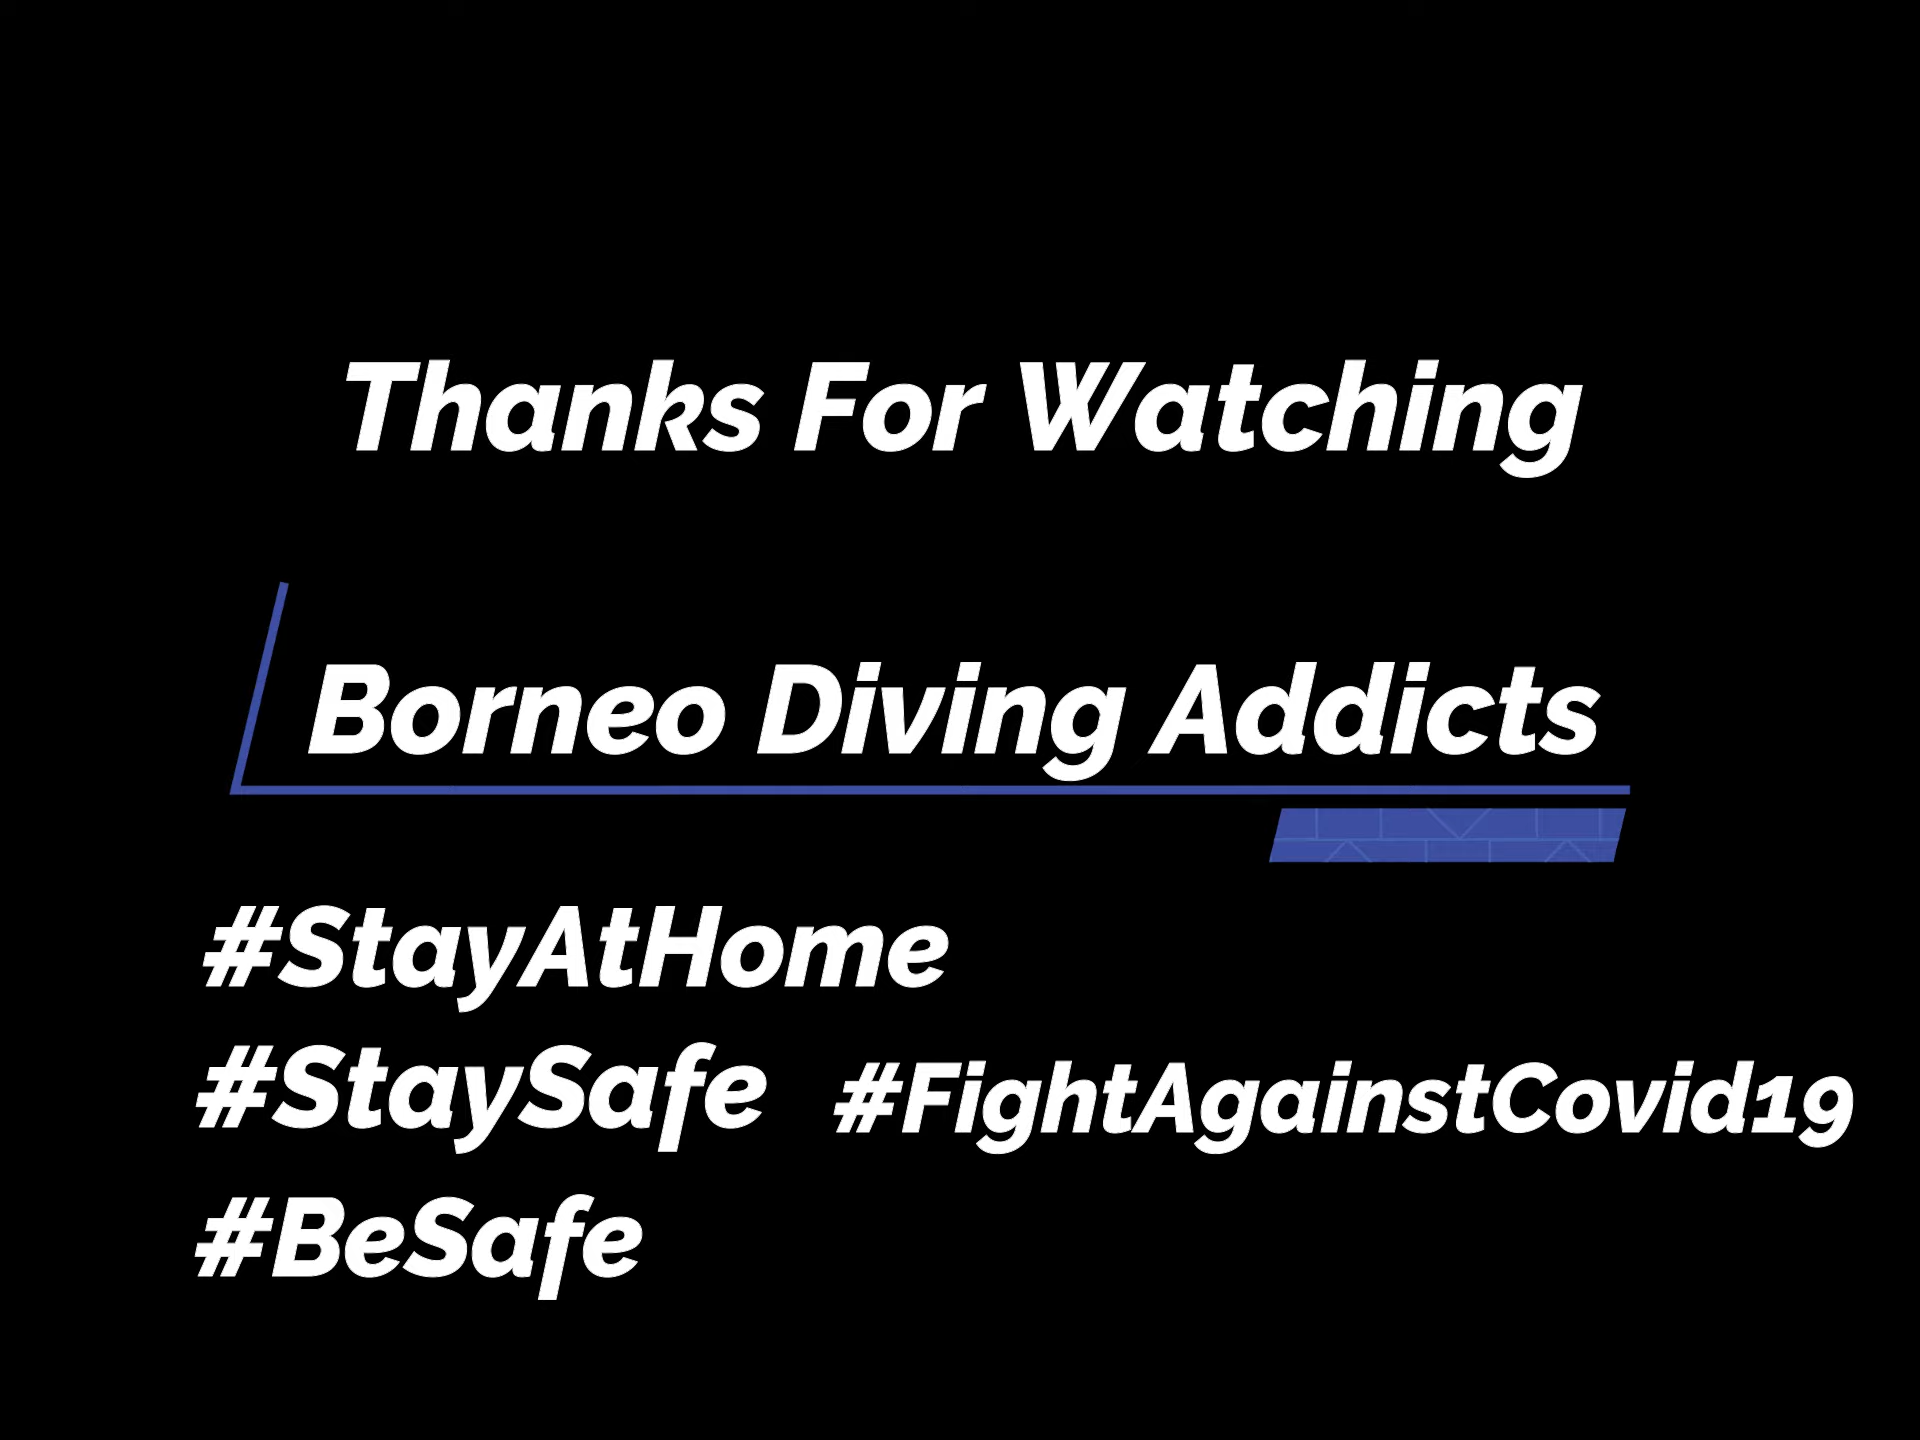 Thanks For Watching
Borneo Diving Addicts
#StayAtHome
#StaySafe #FightAgainstCovid19
#BeSafe